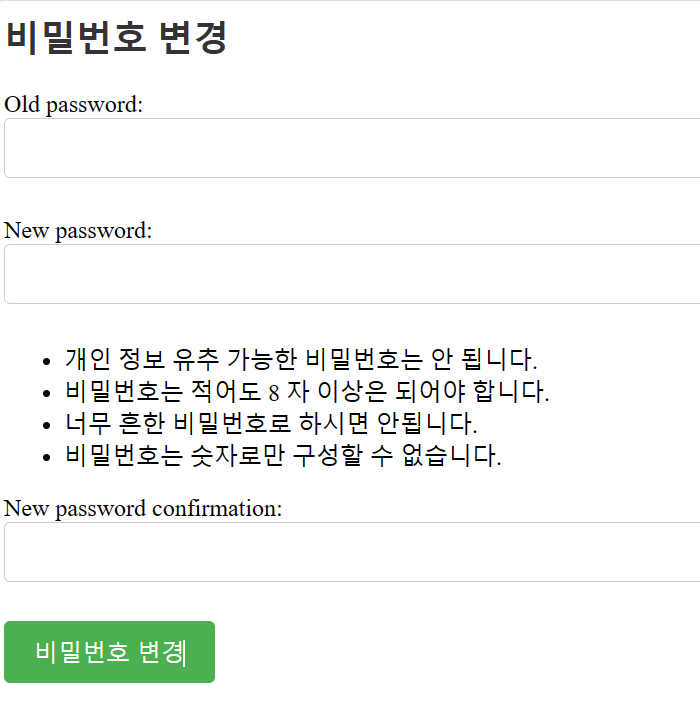 비밀번호 변경
Old password:
New password:
• 개인 정보 유추 가능한 비밀번호는 안 됩니다.
• 비밀번호는 적어도 8 자 이상은 되어야 합니다.
• 너무 흔한 비밀번호로 하시면 안됩니다.
• 비밀번호는 숫자로만 구성할 수 없습니다.
New password confirmation:
비밀번호 변경